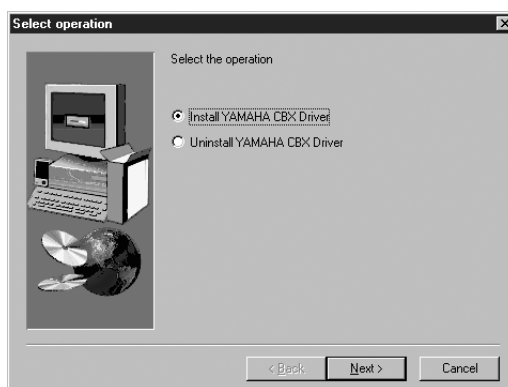 Select operation
Select the operation
Install YAMAHA CBX Driver
Uninstall YAMAHA CBX Driver
< Back
Next >
Cancel